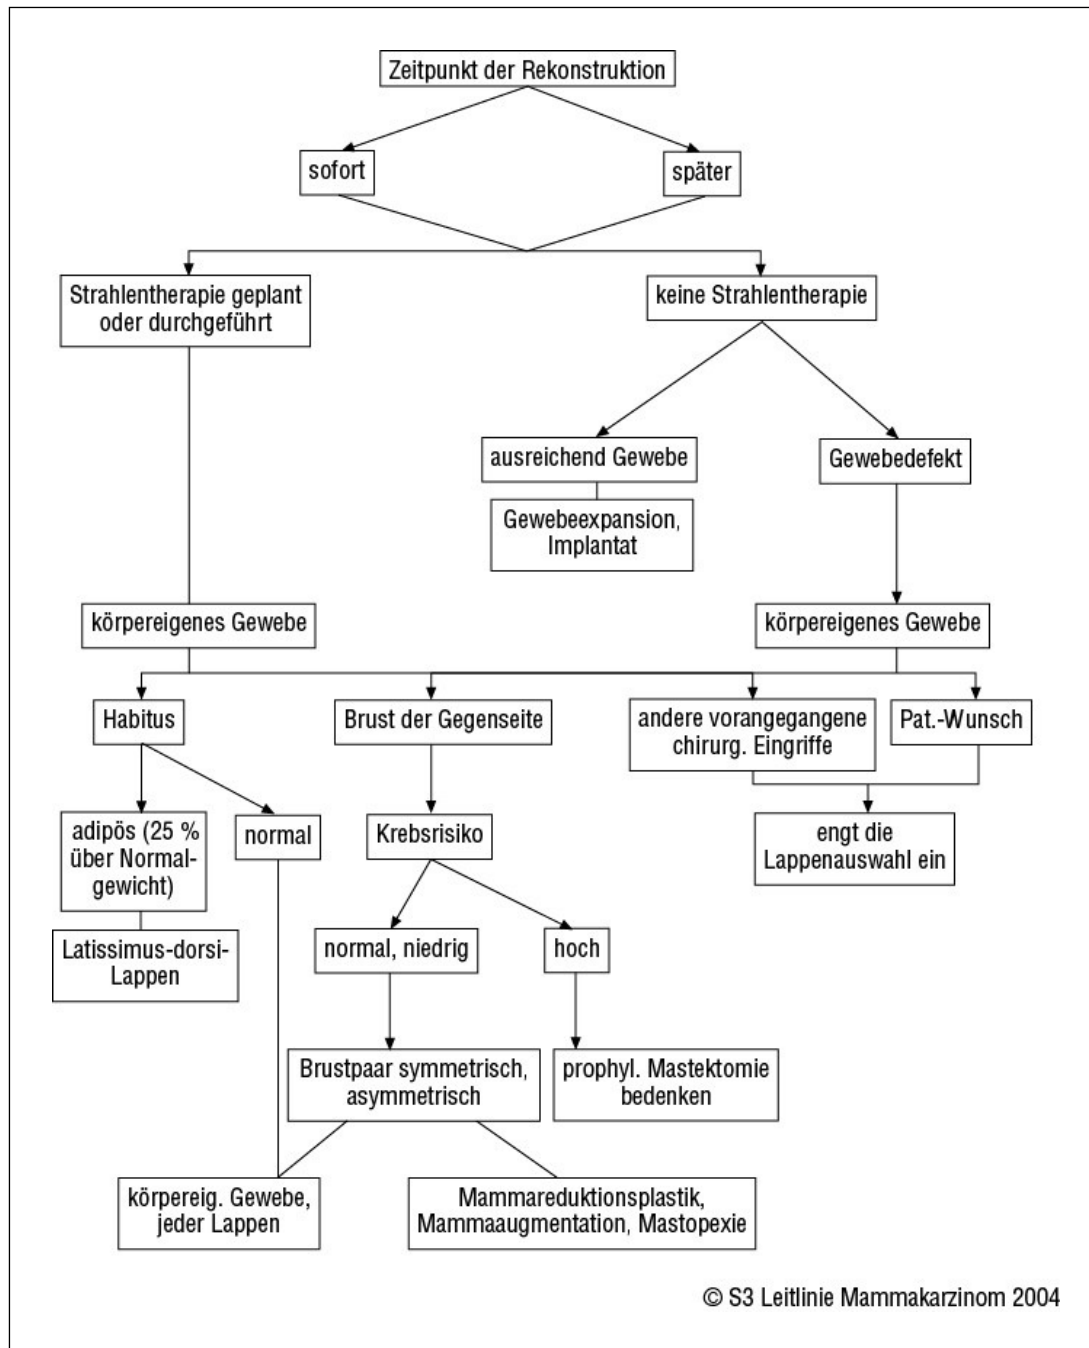 Zeitpunkt der Rekonstruktion
sofort
später
Strahlentherapie geplant
oder durchgeführt
keine Strahlentherapie
ausreichend Gewebe
Gewebedefekt
Gewebeexpansion,
Implantat
körpereigenes Gewebe
körpereigenes Gewebe
Habitus
Brust der Gegenseite
andere vorangegangene
chirurg. Eingriffe
Pat.-Wunsch
adipös (25 %
über Normal-
gewicht)
normal
Krebsrisiko
engt die
Lappenauswahl ein
Latissimus-dorsi-
Lappen
normal, niedrig
hoch
Brustpaar symmetrisch,
asymmetrisch
prophyl. Mastektomie
bedenken
körpereig. Gewebe,
jeder Lappen
Mammareduktionsplastik,
Mammaaugmentation, Mastopexie
© S3 Leitlinie Mammakarzinom 2004